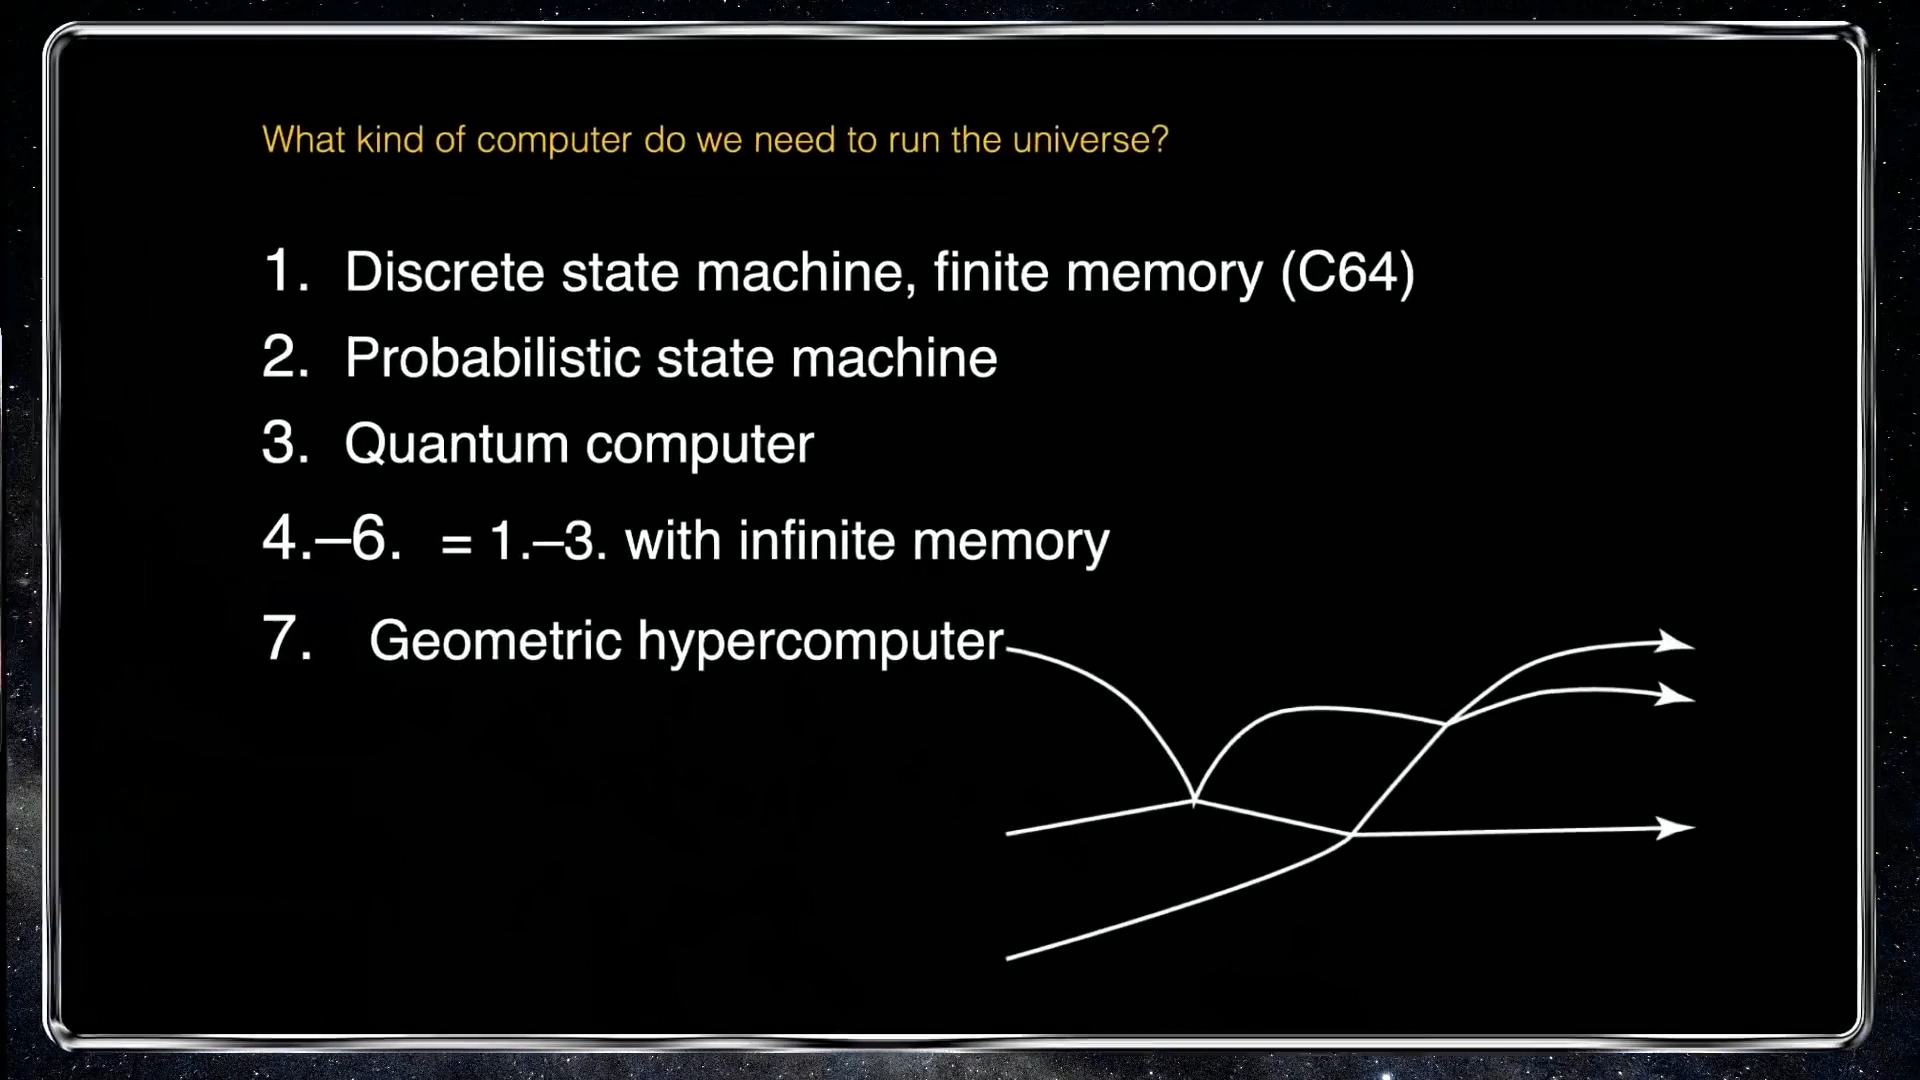 What kind of computer do we need to run the universe?
1. Discrete state machine, finite memory (C64)
2. Probabilistic state machine
3. Quantum computer
4.–6. = 1.–3. with infinite memory
7. Geometric hypercomputer